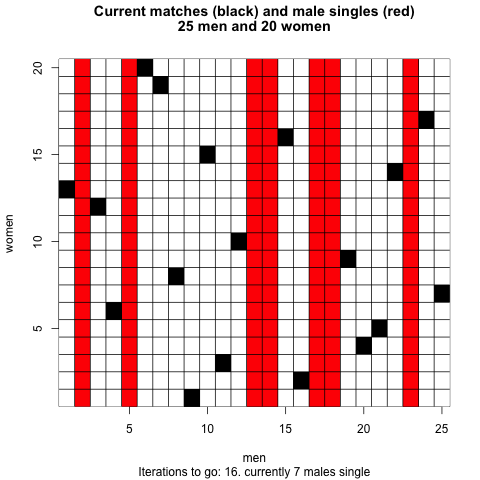 Current matches (black) and male singles (red)
25 men and 20 women
women
20
15
10
5
5 10 15 20 25
men
Iterations to go: 16. currently 7 males single